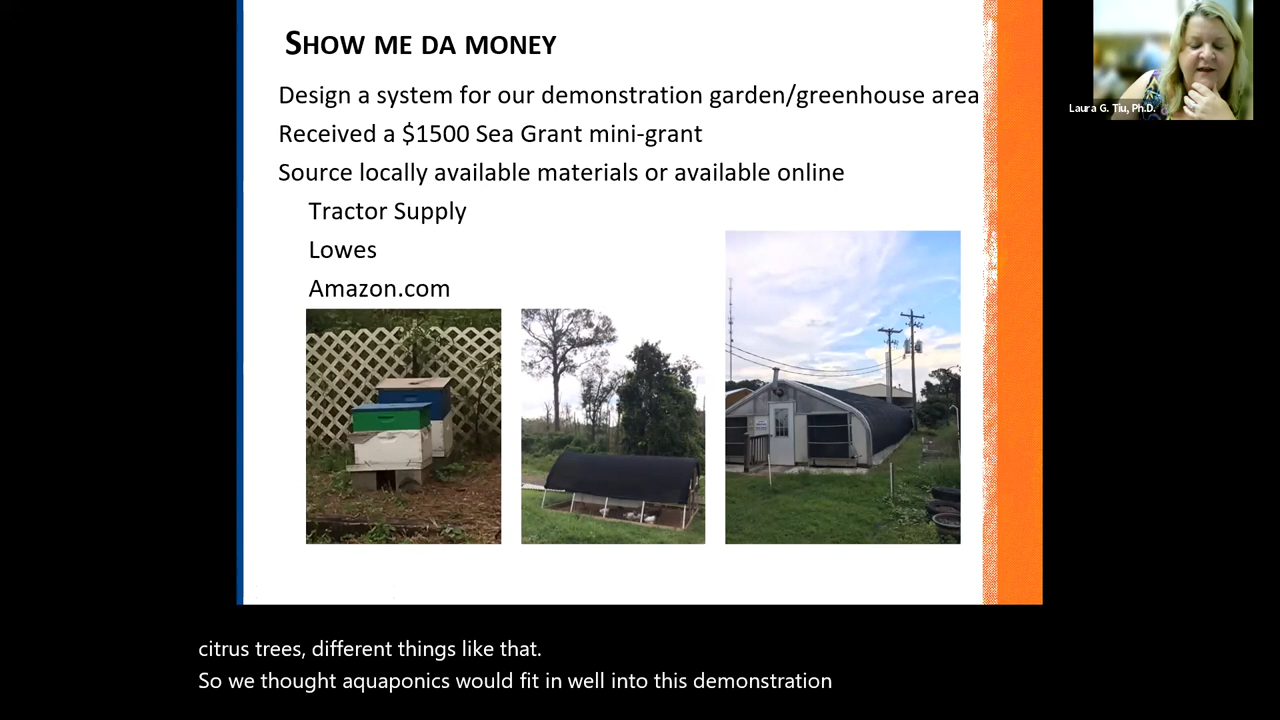 SHOW ME DA MONEY
Design a system for our demonstration garden/greenhouse area
Received a $1500 Sea Grant mini-grant
Source locally available materials or available online
Tractor Supply
Lowes
Amazon.com
Laura G. Tiu, Ph.D.
citrus trees, different things like that.
So we thought aquaponics would fit in well into this demonstration